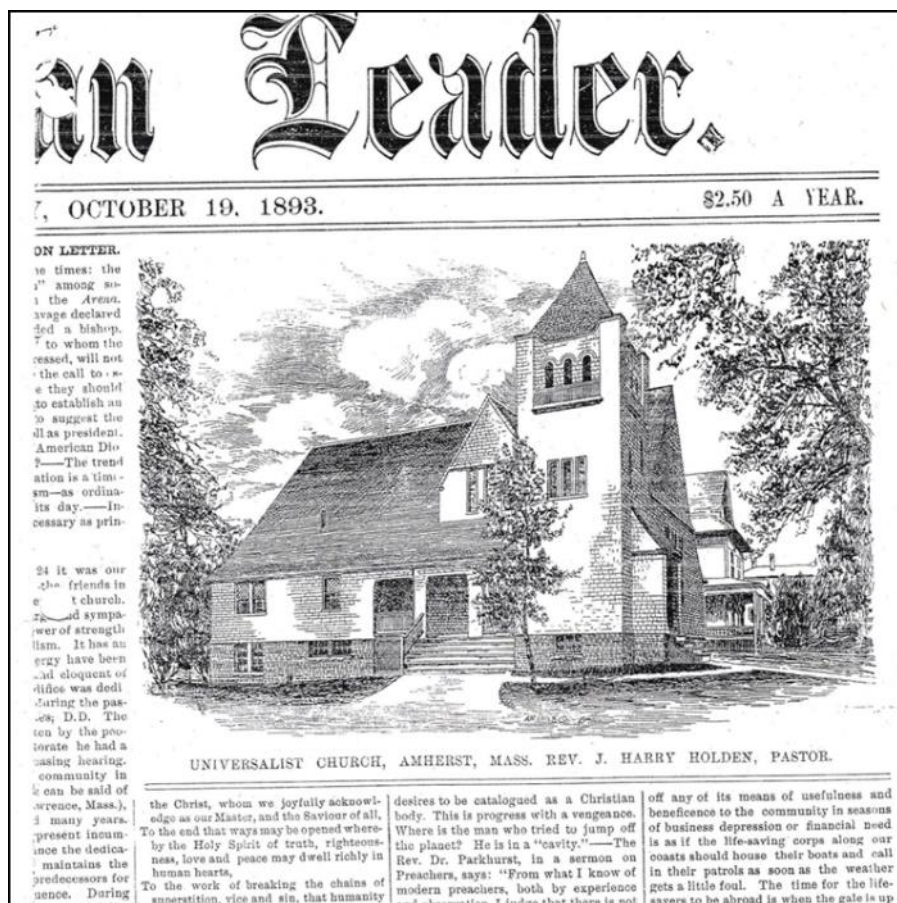 an Leader.
OCTOBER 19. 1893.
$2.50 A YEAR.
ON LETTER.
times: the
among so-
the Arena.
avage declared
ded a bishop.
to whom the
essed, will not
the call to
e they should
to establish an
to suggest the
ll as president.
American Dio
?—The trend
ation is a time-
sm—as ordina-
its day.—In-
cessary as prin-
24 it was our
the friends in
t church.
sympa-
wer of strength
lism. It has an
ergy have been
eloquent of
was dedi
during the pas-
D.D. The
ten by the
torate he had a
easing hearing.
community in
can be said of
wrence, Mass.),
many years.
present incum-
ince the dedica-
maintains the
predecessors for
uence. During
UNIVERSALIST CHURCH, AMHERST, MASS. REV. J. HARRY HOLDEN, PASTOR.
the Christ, whom we joyfully acknowl-
edge as our Master, and the Saviour of all,
To the end that ways may be opened where-
by the Holy Spirit of truth, righteous-
ness, love and peace may dwell richly in
human hearts,
To the work of breaking the chains of
superstition, vice and sin, that humanity
desires to be catalogued as a Christian
body. This is progress with a vengeance.
Where is the man who tried to jump off
the planet? He is in a "cavity."—The
Rev. Dr. Parkhurst, in a sermon on
Preachers, says: "From what I know of
modern preachers, both by experience
and observation, I judge that there is not
off any of its means of usefulness and
beneficence to the community in seasons
of business depression or financial need
is as if the life-saving corps along our
coasts should house their boats and call
in their patrols as soon as the weather
gets a little foul. The time for the life-
savers to be abroad is when the gale is up